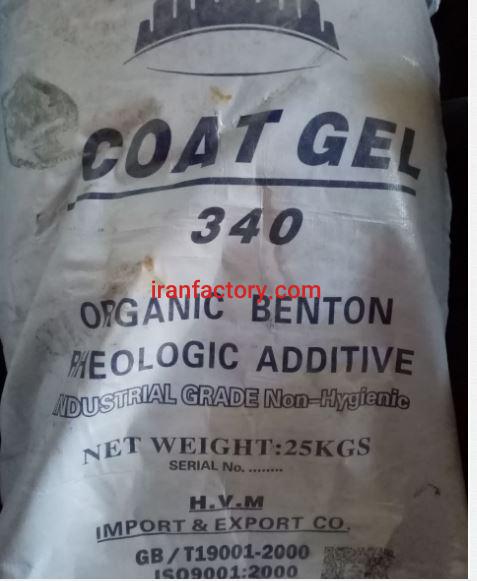 COAT GEL
340
iranfactory.com
ORGANIC BENTON
RHEOLOGIC ADDITIVE
INDUSTRIAL GRADE Non-Hygienic
NET WEIGHT:25KGS
SERIAL No. ........
H.V.M
IMPORT & EXPORT CO.
GB/T19001-2000
ISO9001:2000